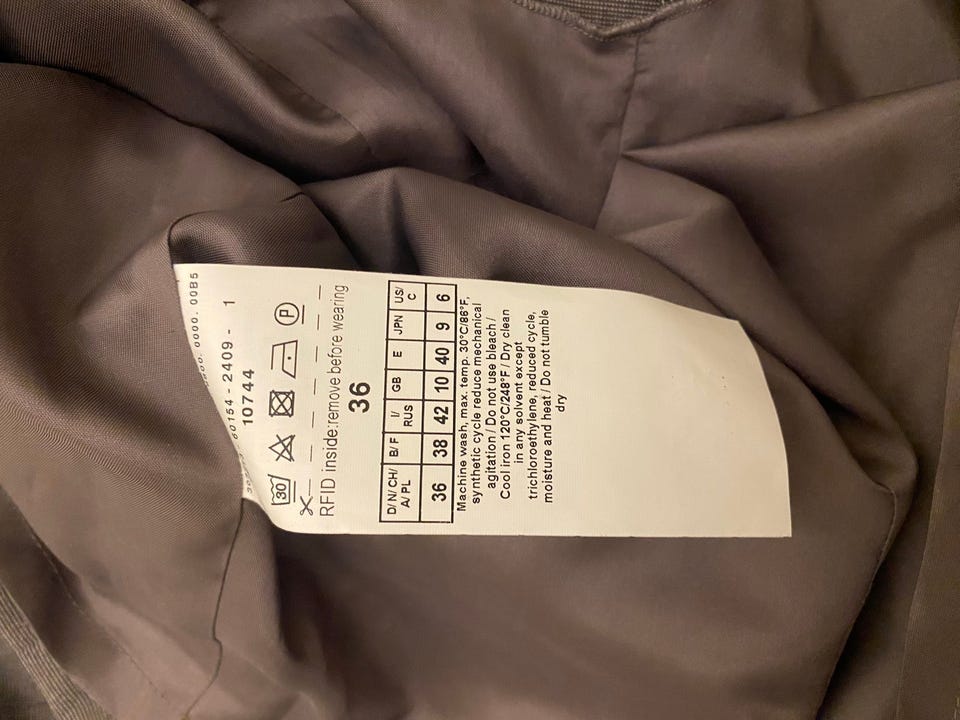 60154 - 2409 - 1
10744
30
P
RFID inside:remove before wearing
36
D/ N/ CH/ A/ PL B/ F I/ RUS GB E JPN US/ C
36 38 42 10 40 9 6
Machine wash, max. temp. 30°C/86°F,
synthetic cycle reduce mechanical
agitation / Do not use bleach /
Cool iron 120°C/248°F / Dry clean
in any solvent except
trichloroethylene, reduced cycle,
moisture and heat / Do not tumble
dry